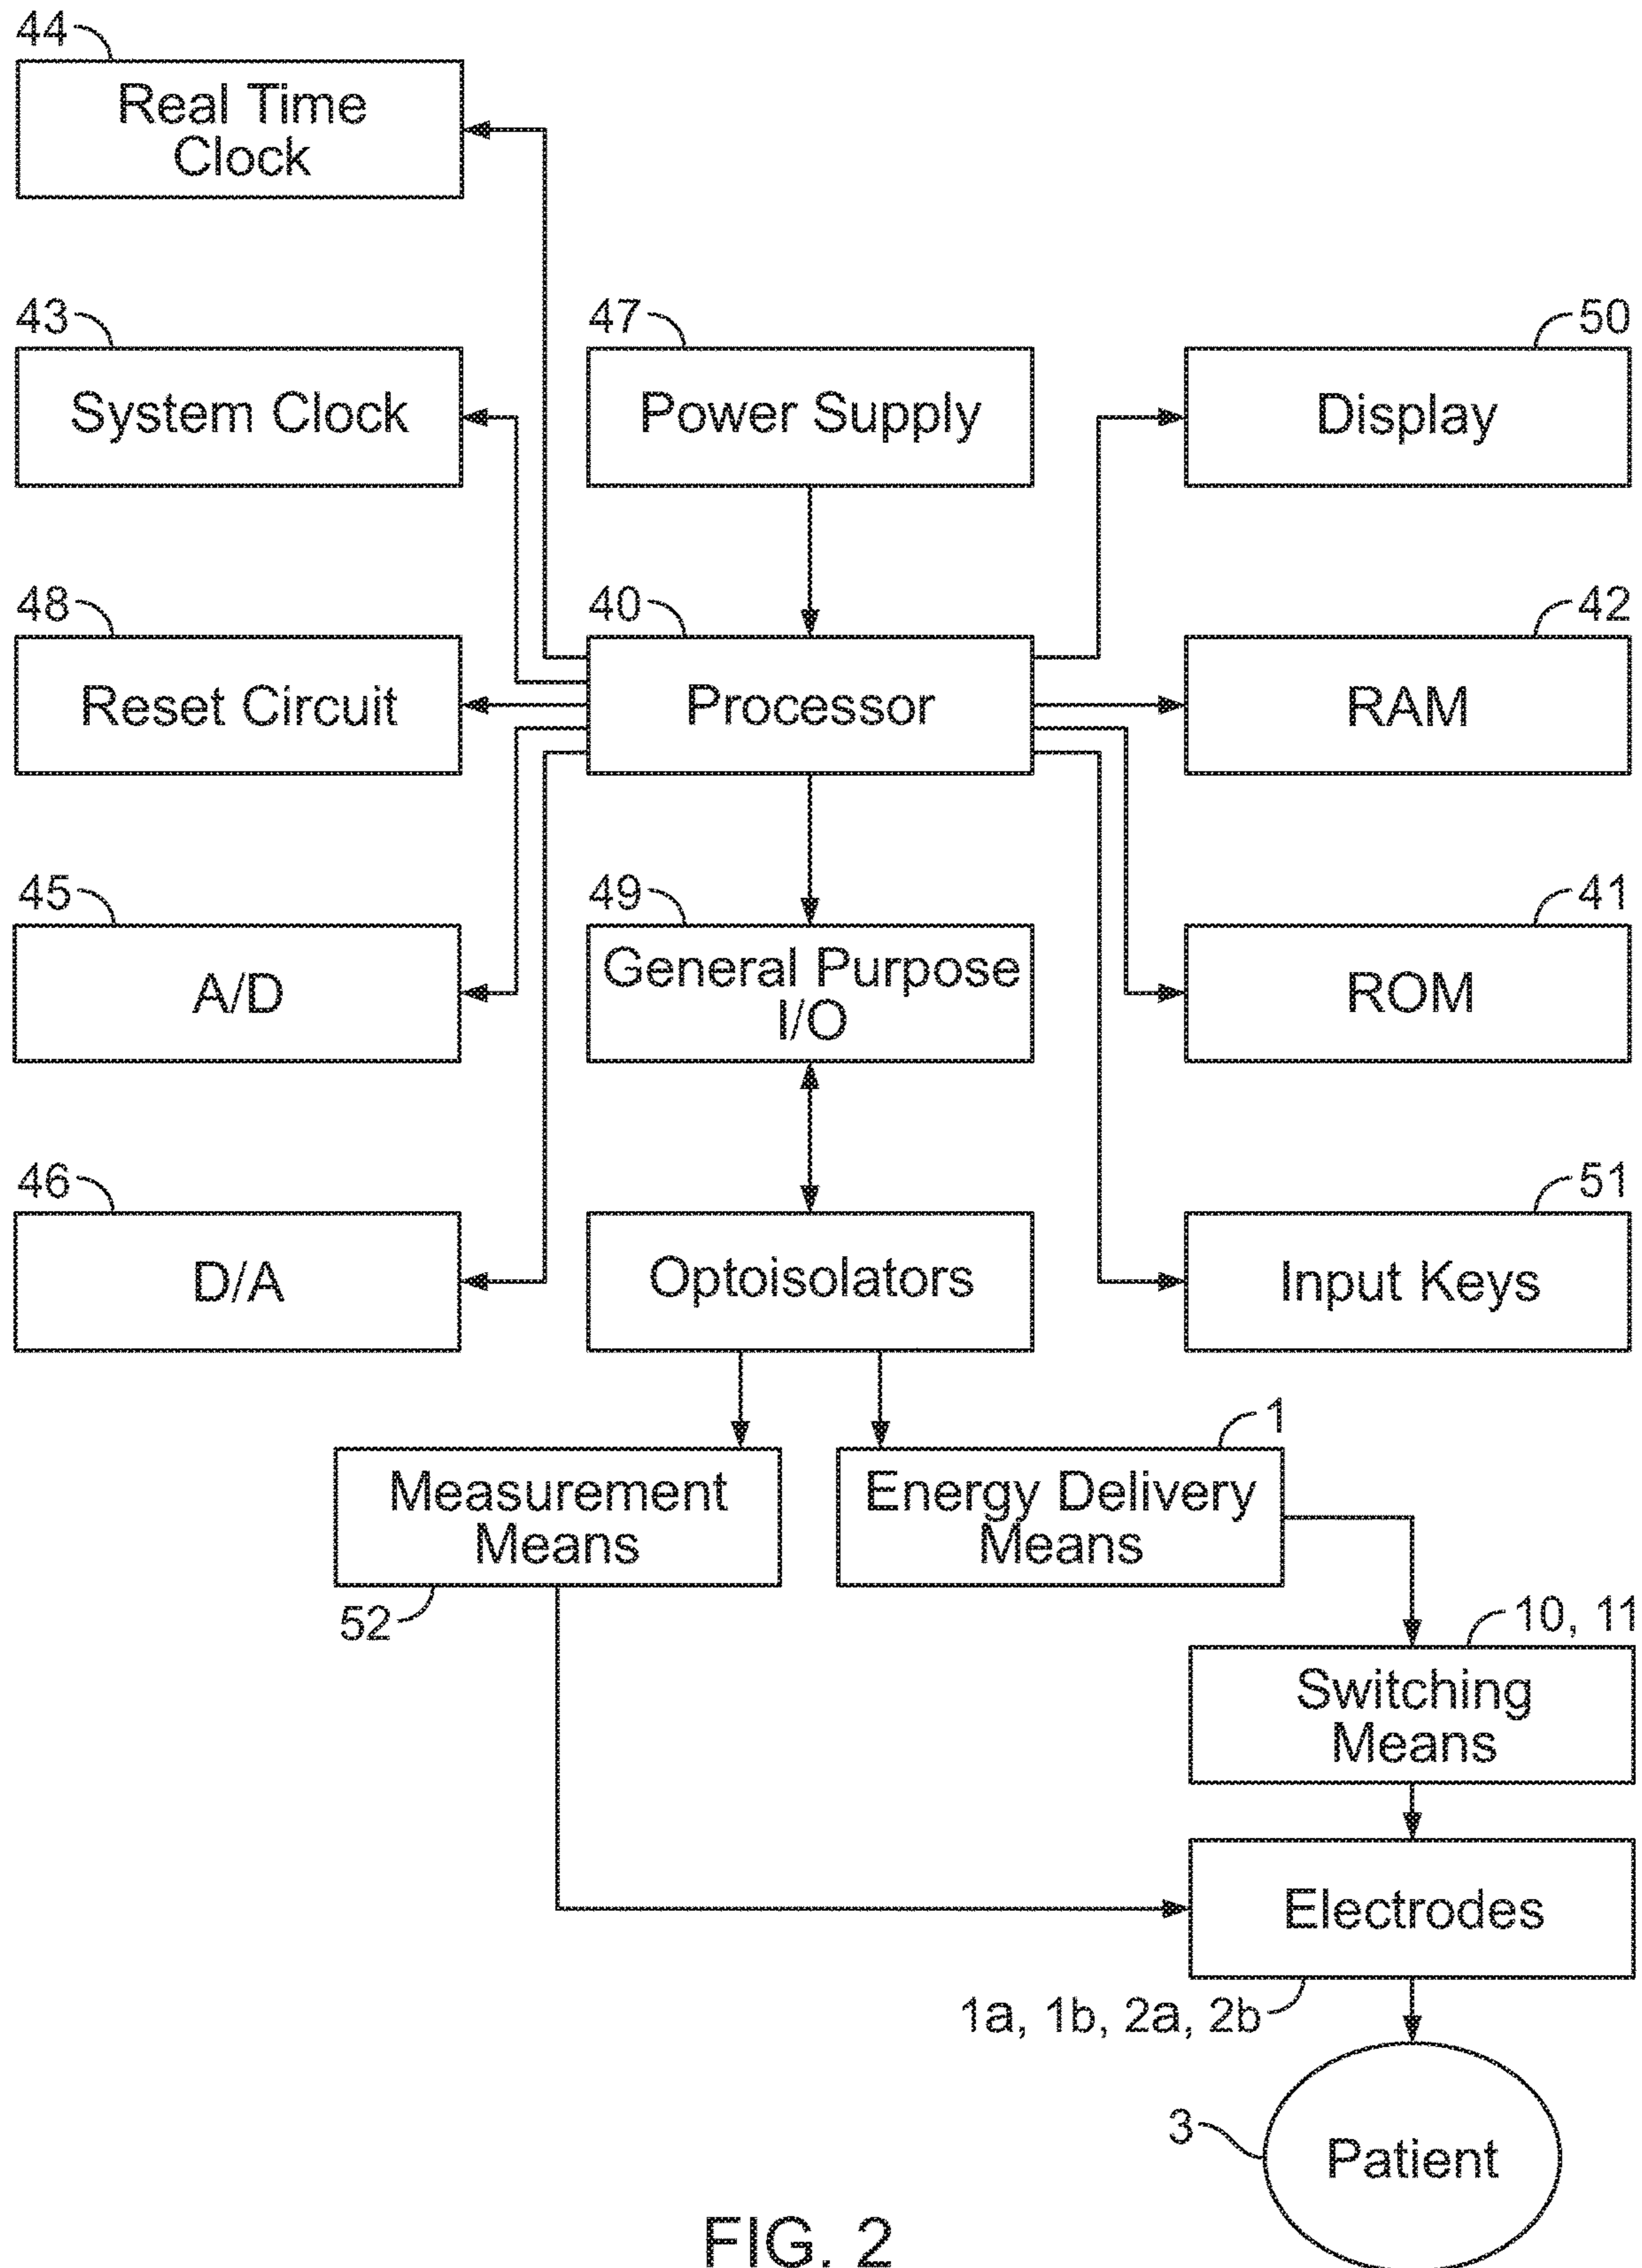 44
Real Time
Clock
43
System Clock
47
Power Supply
50
Display
48
Reset Circuit
40
Processor
42
RAM
45
A/D
49
General Purpose
I/O
41
ROM
46
D/A
Optoisolators
51
Input Keys
Measurement
Means
52
1
Energy Delivery
Means
10, 11
Switching
Means
Electrodes
1a, 1b, 2a, 2b
3
Patient
FIG. 2